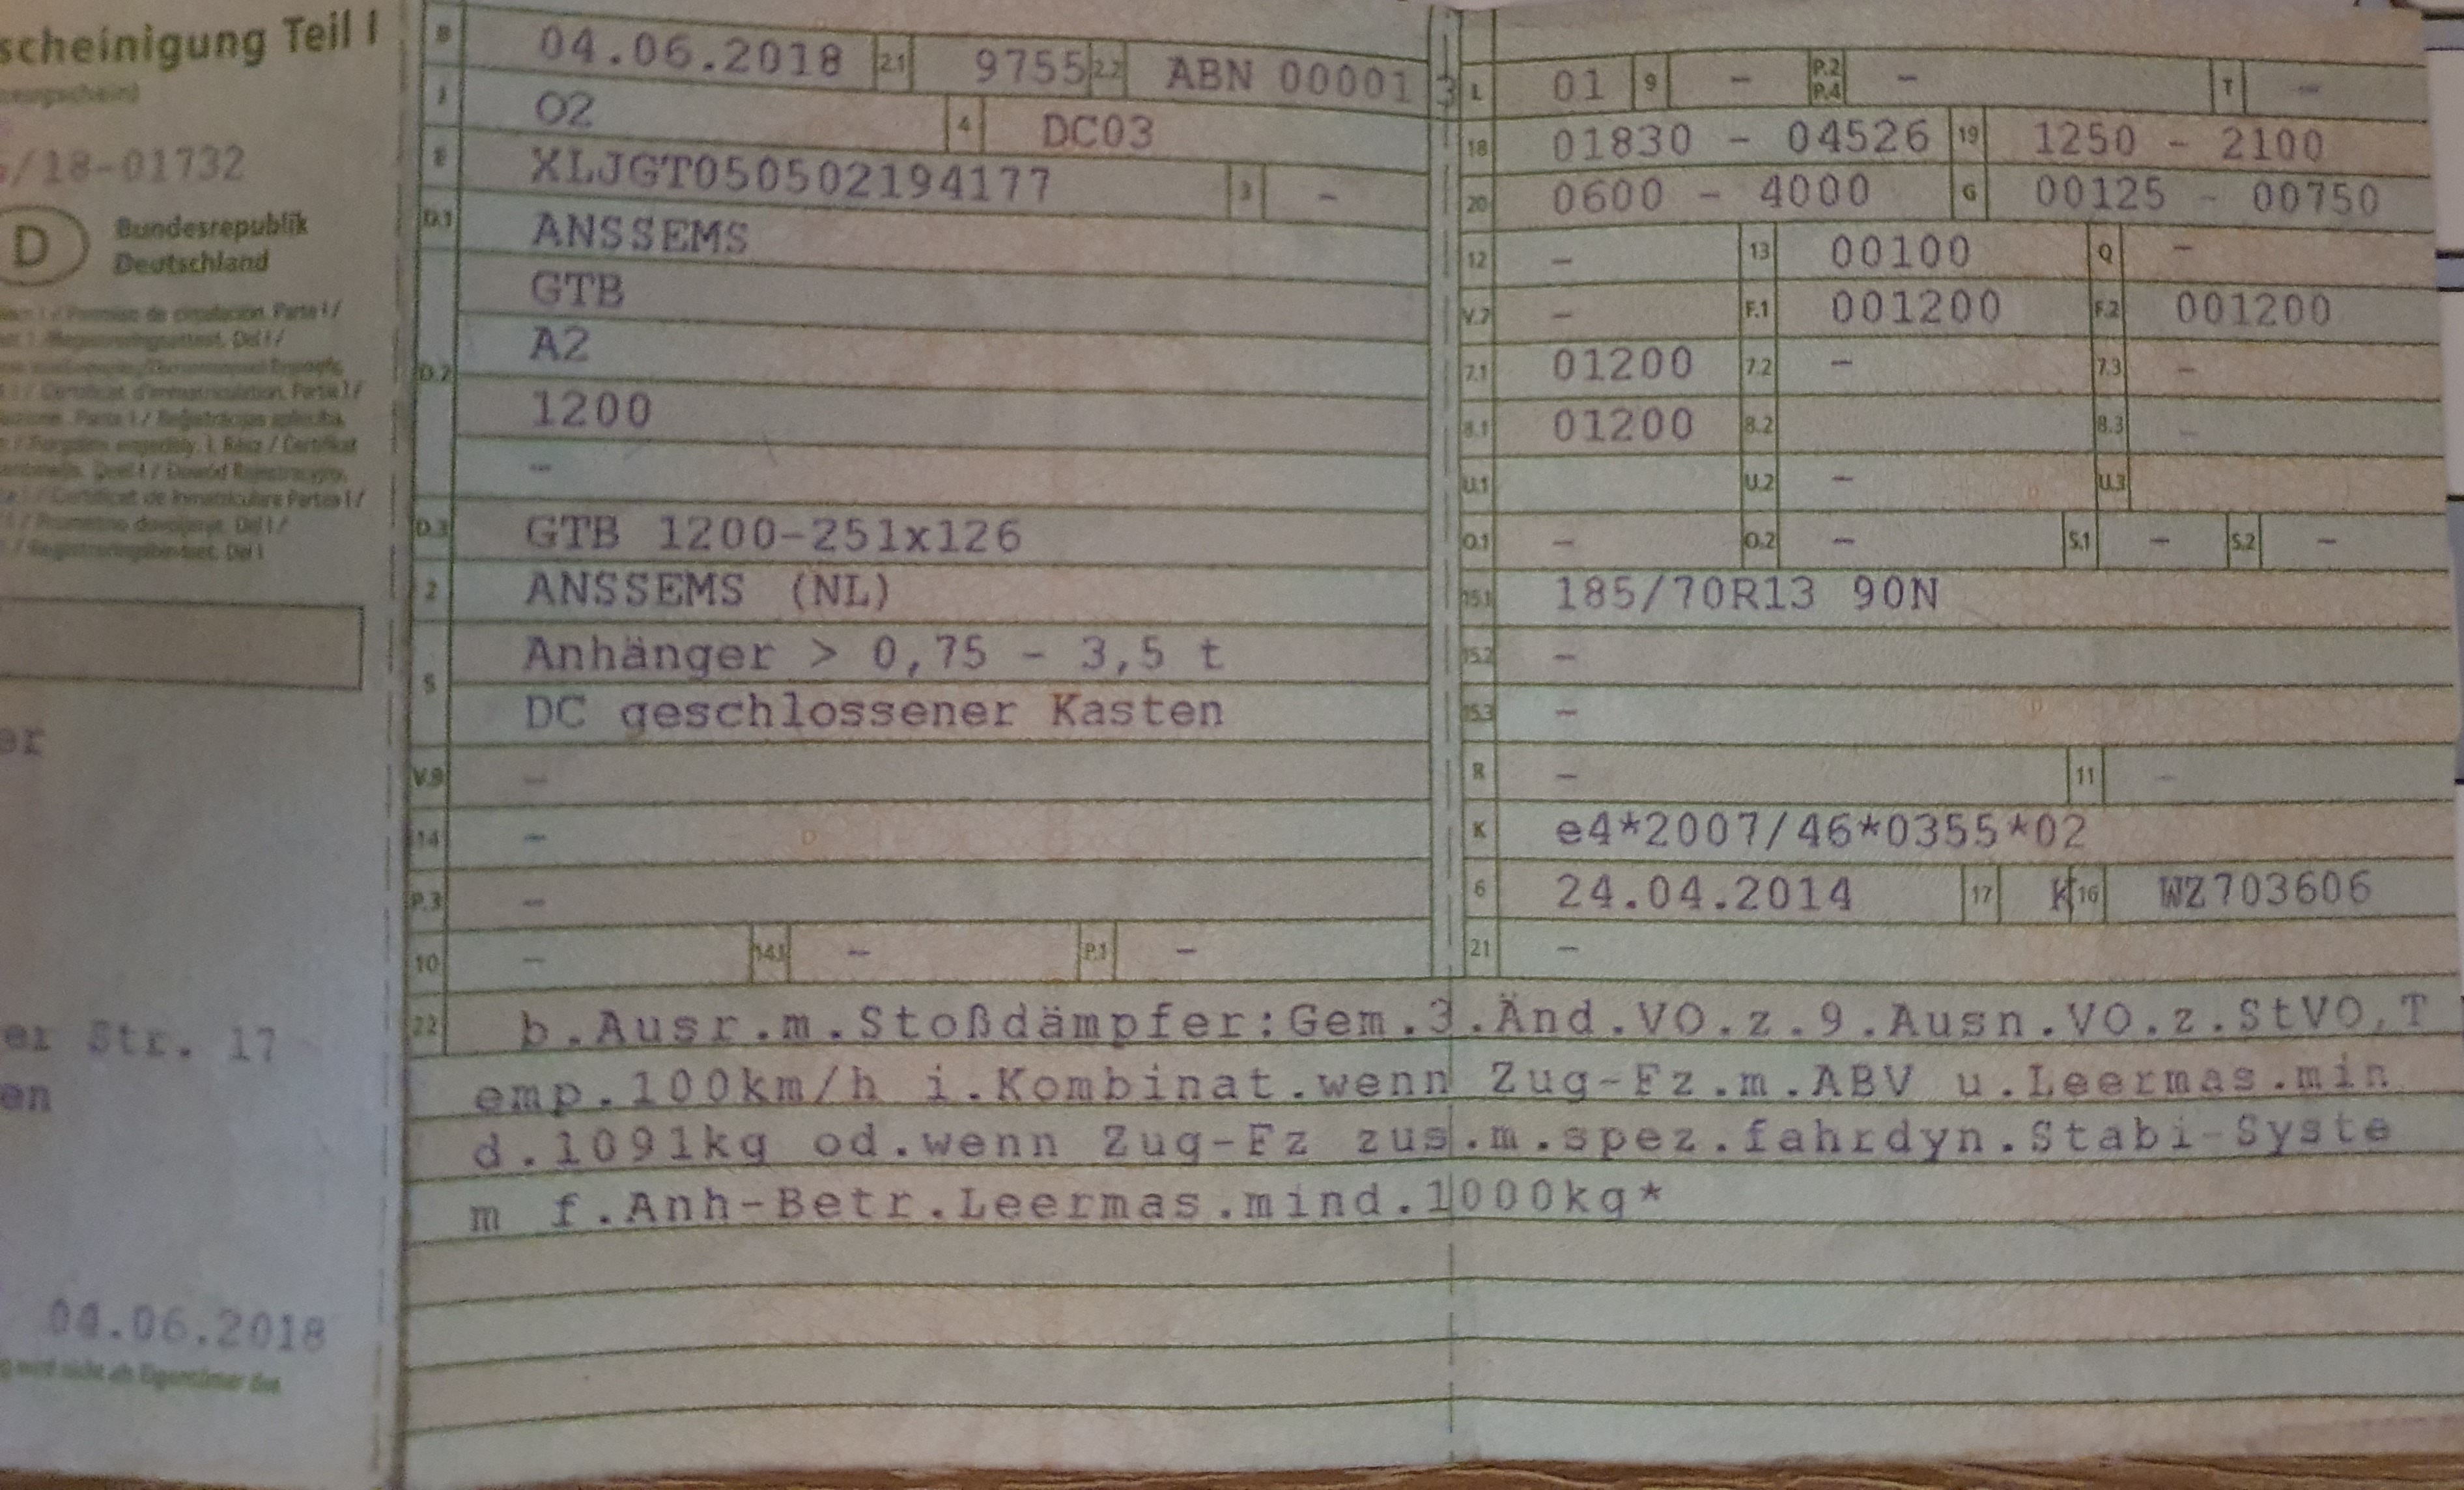 scheinigung Teil I
/18-01732
D
Bundesrepublik
Deutschland
er
er Str. 17
en
04.06.2018
B 04.06.2018 2.1 9755 2.2 ABN 00001 3
J O2 4 DC03
E XLJGT050502194177 3 -
D.1 ANSSEMS
GTB
D.2 A2
1200
-
D.3 GTB 1200-251x126
2 ANSSEMS (NL)
5 Anhänger > 0,75 - 3,5 t
DC geschlossener Kasten
V.9 -
14 -
P.3 -
10 - 14.1 - P.1 -
L 01 9 - P.2 P.4 - T -
18 01830 - 04526 19 1250 - 2100
20 0600 - 4000 G 00125 - 00750
12 - 13 00100 Q -
V.7 - F.1 001200 F.2 001200
7.1 01200 7.2 - 7.3 -
8.1 01200 8.2 8.3 -
U.1 U.2 - U.3
O.1 - O.2 - S.1 - S.2 -
15.1 185/70R13 90N
15.2 -
15.3 -
R - 11 -
K e4*2007/46*0355*02
6 24.04.2014 17 K 16 WZ703606
21 -
22 b.Ausr.m.Stoßdämpfer:Gem.3.Änd.VO.z.9.Ausn.VO.z.StVO,T
emp.100km/h i.Kombinat.wenn Zug-Fz.m.ABV u.Leermas.min
d.1091kg od.wenn Zug-Fz zus.m.spez.fahrdyn.Stabi-Syste
m f.Anh-Betr.Leermas.mind.1000kg*